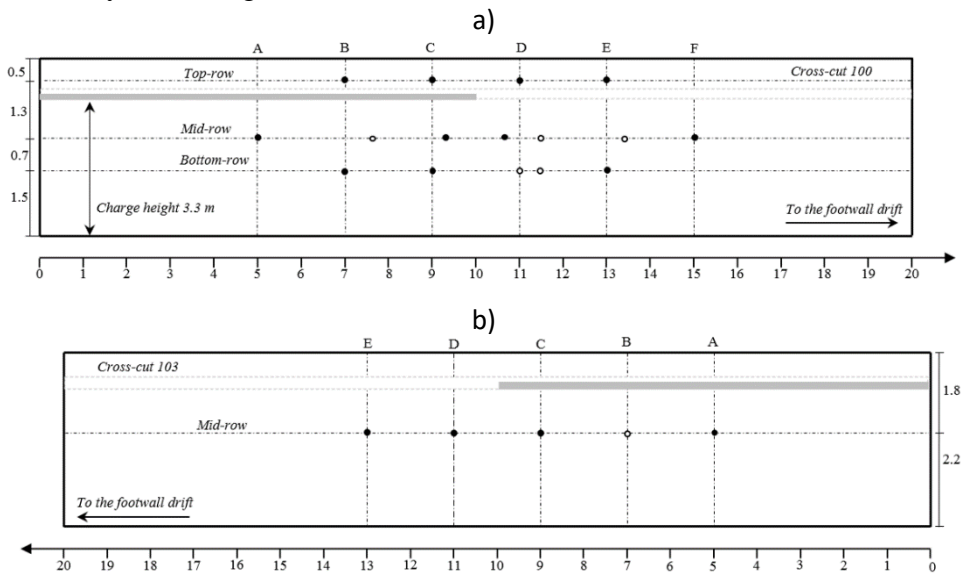 a)
A B C D E F
0.5 Top-row Cross-cut 100
1.3
Mid-row
0.7
Bottom-row
1.5
Charge height 3.3 m To the footwall drift
0 1 2 3 4 5 6 7 8 9 10 11 12 13 14 15 16 17 18 19 20
b)
E D C B A
Cross-cut 103
1.8
Mid-row
2.2
To the footwall drift
20 19 18 17 16 15 14 13 12 11 10 9 8 7 6 5 4 3 2 1 0